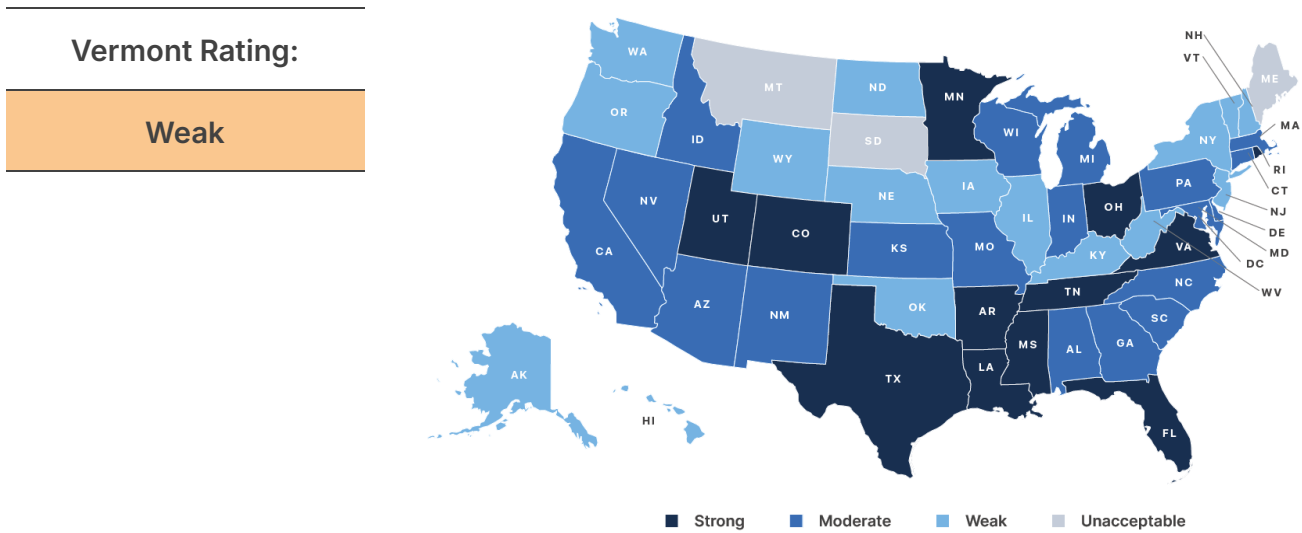 Vermont Rating:
Weak
NH
VT
WA
MT
ND
MN
ME
OR
ID
SD
WI
MI
NY
MA
WY
IA
PA
RI
NE
CT
NV
UT
CO
IL
IN
OH
NJ
DE
CA
KS
MO
KY
VA
MD
DC
WV
AZ
NM
OK
AR
TN
NC
SC
MS
AL
GA
LA
TX
AK
HI
FL
Strong
Moderate
Weak
Unacceptable